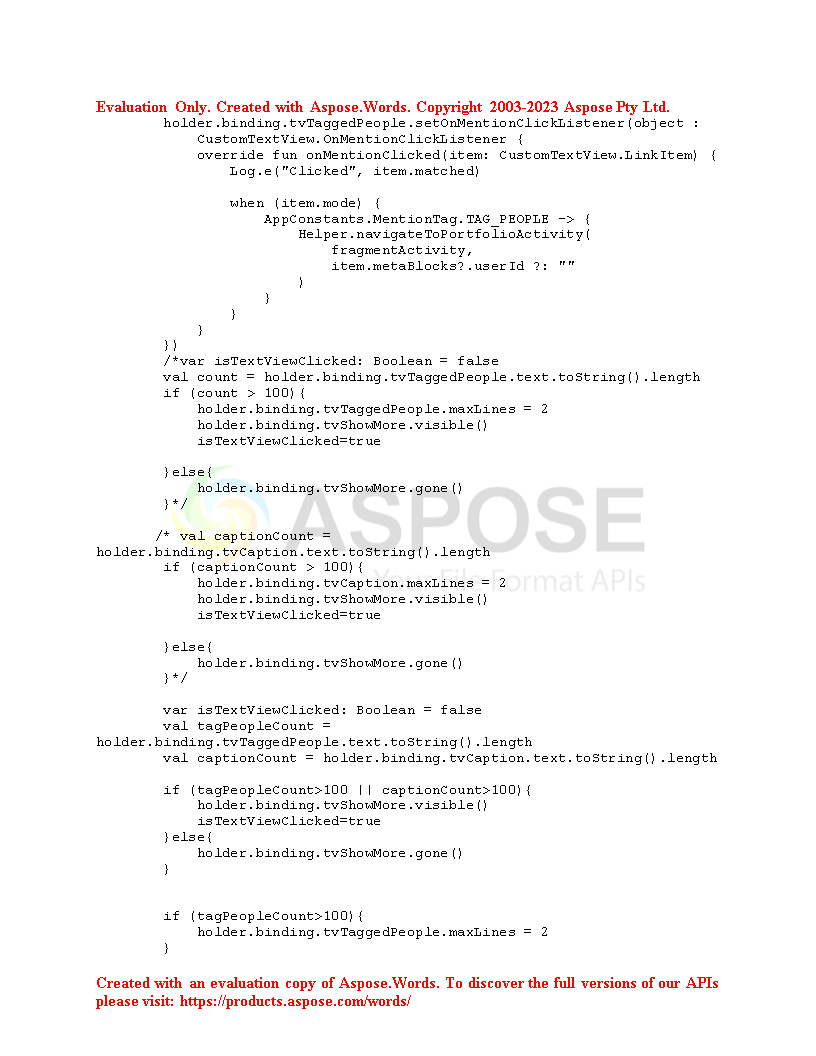 Evaluation Only. Created with Aspose.Words. Copyright 2003-2023 Aspose Pty Ltd.
holder.binding.tvTaggedPeople.setOnMentionClickListener(object :
CustomTextView.OnMentionClickListener {
override fun onMentionClicked(item: CustomTextView.LinkItem) {
Log.e("Clicked", item.matched)
when (item.mode) {
AppConstants.MentionTag.TAG_PEOPLE -> {
Helper.navigateToPortfolioActivity(
fragmentActivity,
item.metaBlocks?.userId ?: ""
)
}
}
}
})
/*var isTextViewClicked: Boolean = false
val count = holder.binding.tvTaggedPeople.text.toString().length
if (count > 100){
holder.binding.tvTaggedPeople.maxLines = 2
holder.binding.tvShowMore.visible()
isTextViewClicked=true
}else{
holder.binding.tvShowMore.gone()
}*/
ASPOSE
/* val captionCount =
holder.binding.tvCaption.text.toString().length
if (captionCount > 100){
holder.binding.tvCaption.maxLines = 2
Your File Format APIs
holder.binding.tvShowMore.visible()
isTextViewClicked=true
}else{
holder.binding.tvShowMore.gone()
}*/
var isTextViewClicked: Boolean = false
val tagPeopleCount =
holder.binding.tvTaggedPeople.text.toString().length
val captionCount = holder.binding.tvCaption.text.toString().length
if (tagPeopleCount>100 || captionCount>100){
holder.binding.tvShowMore.visible()
isTextViewClicked=true
}else{
holder.binding.tvShowMore.gone()
}
if (tagPeopleCount>100){
holder.binding.tvTaggedPeople.maxLines = 2
}
Created with an evaluation copy of Aspose.Words. To discover the full versions of our APIs
please visit: https://products.aspose.com/words/